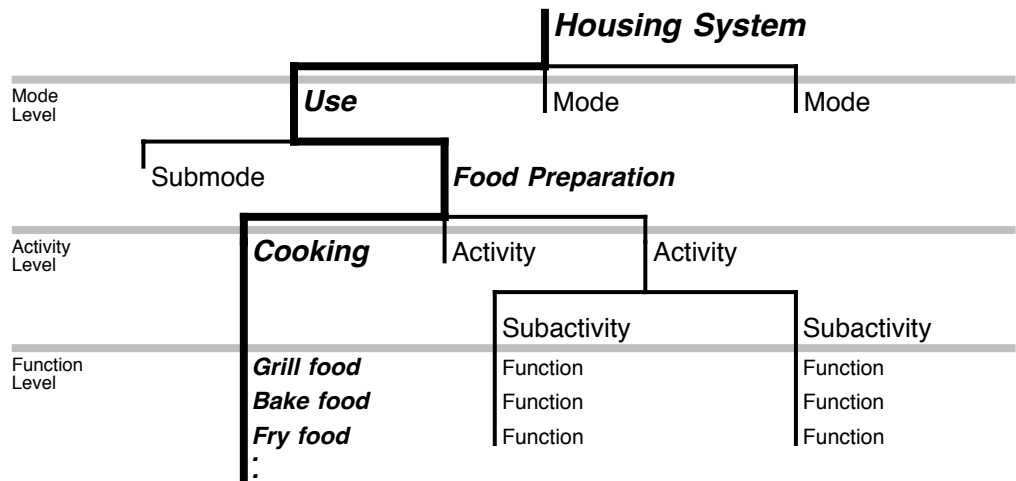 Housing System
Mode
Level
Use
Mode
Mode
Submode
Food Preparation
Activity
Level
Cooking
Activity
Activity
Subactivity
Subactivity
Function
Level
Grill food
Function
Function
Bake food
Function
Function
Fry food
Function
Function
: